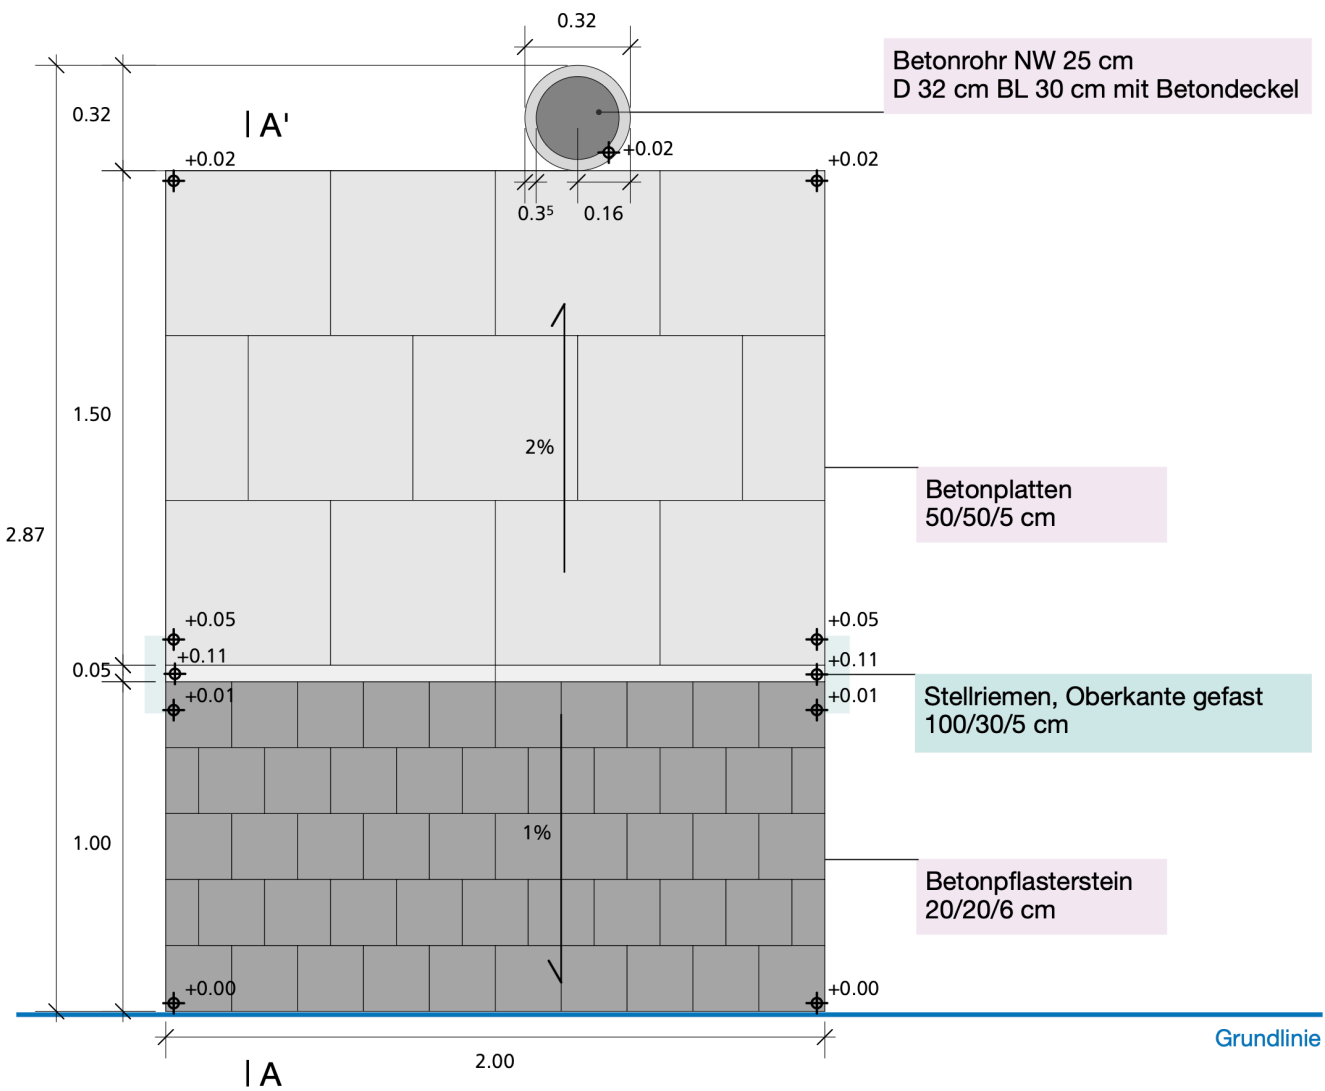 0.32
Betonrohr NW 25 cm
D 32 cm BL 30 cm mit Betondeckel
0.32
A'
+0.02
+0.02
+0.02
0.3⁵
0.16
1.50
2%
2.87
Betonplatten
50/50/5 cm
+0.05
+0.05
+0.11
+0.11
0.05
+0.01
+0.01
Stellriemen, Oberkante gefast
100/30/5 cm
1%
1.00
Betonpflasterstein
20/20/6 cm
+0.00
+0.00
Grundlinie
2.00
A